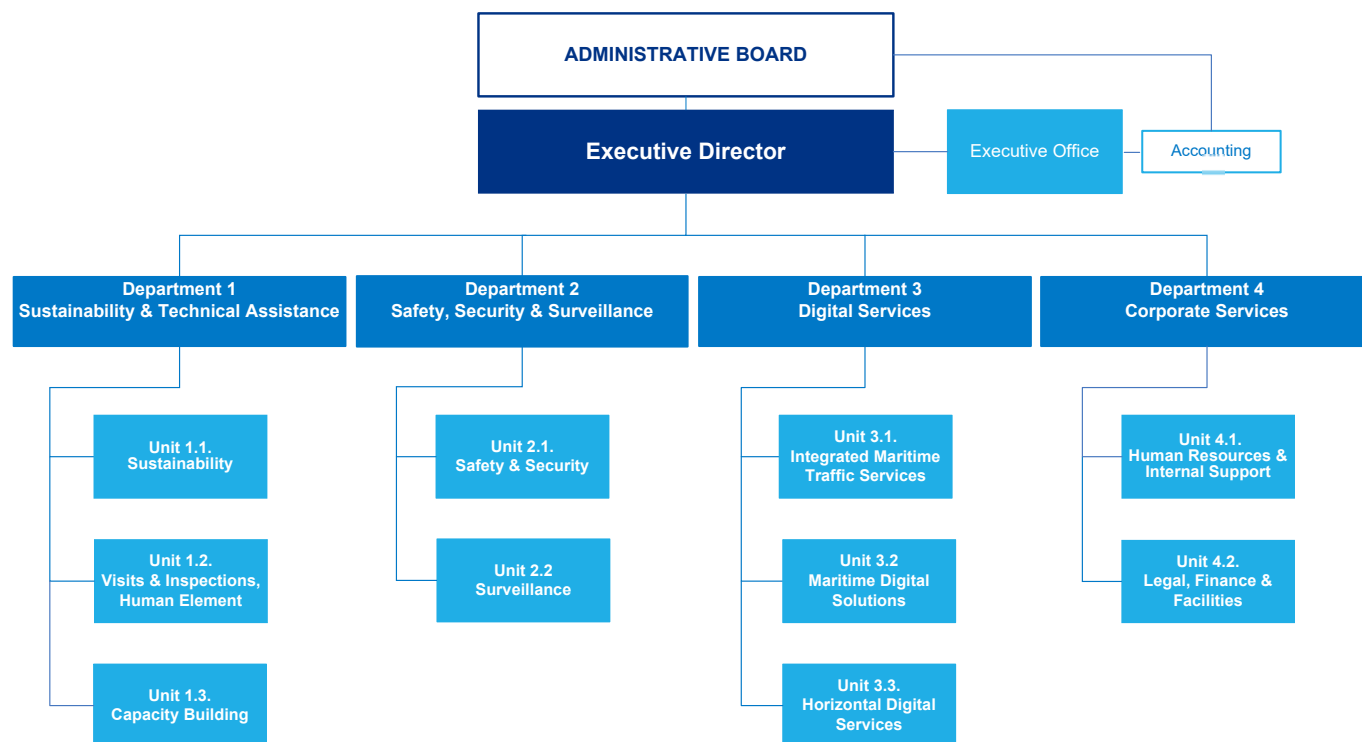 ADMINISTRATIVE BOARD
Executive Director
Executive Office
Accounting
Department 1
Sustainability & Technical Assistance
Department 2
Safety, Security & Surveillance
Department 3
Digital Services
Department 4
Corporate Services
Unit 1.1.
Sustainability
Unit 2.1.
Safety & Security
Unit 3.1.
Integrated Maritime
Traffic Services
Unit 4.1.
Human Resources &
Internal Support
Unit 1.2.
Visits & Inspections,
Human Element
Unit 2.2
Surveillance
Unit 3.2
Maritime Digital
Solutions
Unit 4.2.
Legal, Finance &
Facilities
Unit 1.3.
Capacity Building
Unit 3.3.
Horizontal Digital
Services